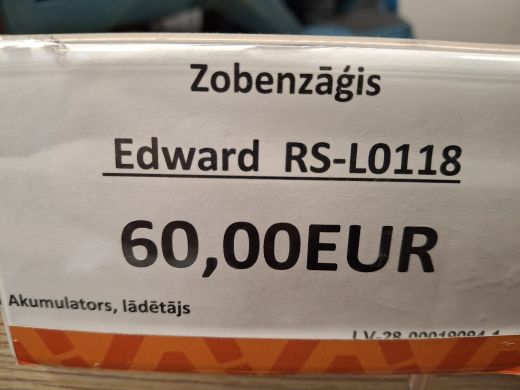 Zobenzāģis
Edward RS-L0118
60,00EUR
Akumulators, lādētājs